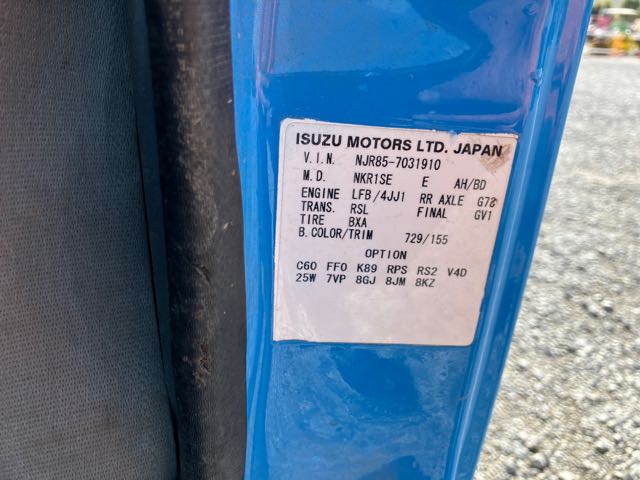 ISUZU MOTORS LTD. JAPAN
V.I.N. NJR85-7031910
M.D. NKR1SE E AH/BD
ENGINE LFB/4JJ1 RR AXLE G78
TRANS. RSL FINAL GV1
TIRE BXA
B.COLOR/TRIM 729/155
OPTION
C60 FF0 K89 RPS RS2 V4D
25W 7VP 8GJ 8JM 8KZ